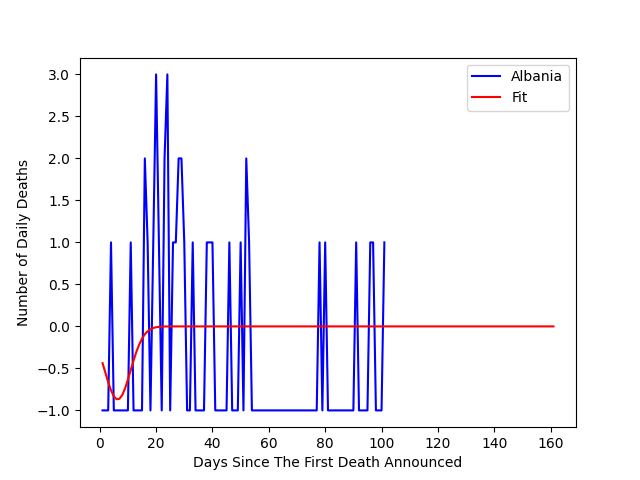 Albania
Fit
3.0
2.5
2.0
1.5
1.0
0.5
0.0
−0.5
−1.0
Number of Daily Deaths
0 20 40 60 80 100 120 140 160
Days Since The First Death Announced